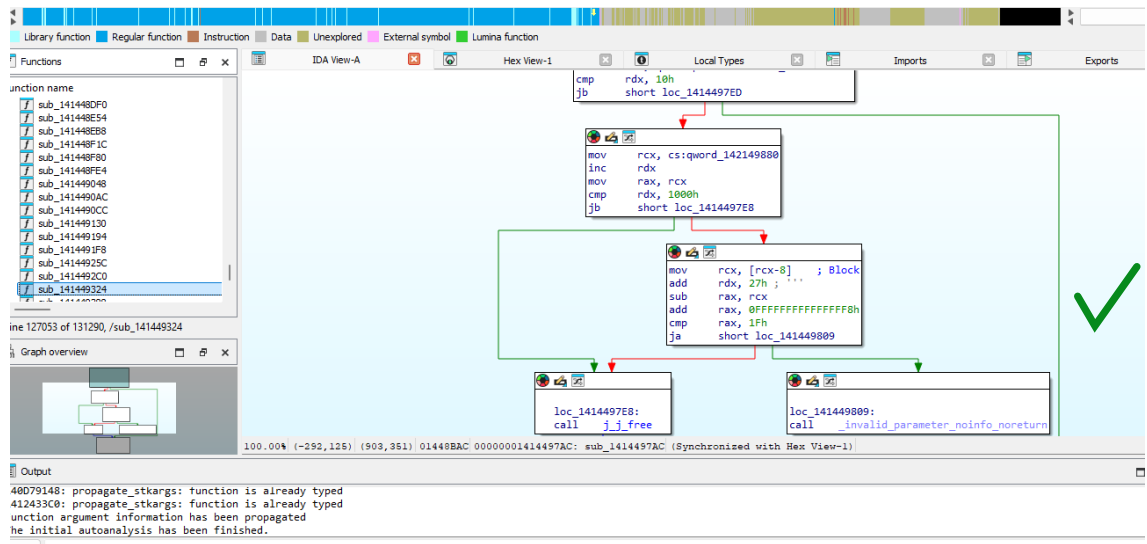 Library function Regular function Instruction Data Unexplored External symbol Lumina function
Functions
IDA View-A Hex View-1 Local Types Imports Exports
unction name
sub_141448DF0
sub_141448E54
sub_141448EB8
sub_141448F1C
sub_141448F80
sub_141448FE4
sub_141449048
sub_1414490AC
sub_1414490CC
sub_141449130
sub_141449194
sub_1414491F8
sub_14144925C
sub_1414492C0
sub_141449324
ine 127053 of 131290, /sub_141449324
Graph overview
cmp rdx, 10h
jb short loc_1414497ED
mov rcx, cs:qword_142149880
inc rdx
mov rax, rcx
cmp rdx, 1000h
jb short loc_1414497E8
mov rcx, [rcx-8] ; Block
add rdx, 27h ; '''
sub rax, rcx
add rax, 0FFFFFFFFFFFFFFF8h
cmp rax, 1Fh
ja short loc_141449809
loc_1414497E8:
call j_j_free
loc_141449809:
call _invalid_parameter_noinfo_noreturn
100.00% (-292,125) (903,351) 01448BAC 00000001414497AC: sub_1414497AC (Synchronized with Hex View-1)
Output
40D79148: propagate_stkargs: function is already typed
412433C0: propagate_stkargs: function is already typed
unction argument information has been propagated
he initial autoanalysis has been finished.